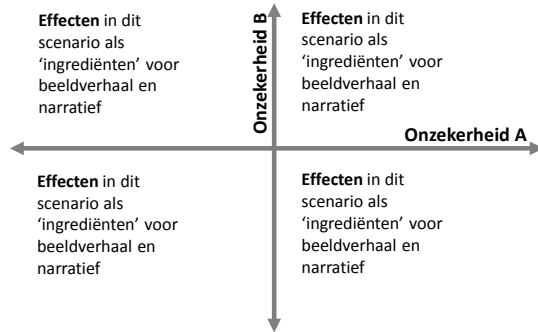 Effecten in dit
scenario als
‘ingrediënten’ voor
beeldverhaal en
narratief
Onzekerheid B
Effecten in dit
scenario als
‘ingrediënten’ voor
beeldverhaal en
narratief
Onzekerheid A
Effecten in dit
scenario als
‘ingrediënten’ voor
beeldverhaal en
narratief
Effecten in dit
scenario als
‘ingrediënten’ voor
beeldverhaal en
narratief